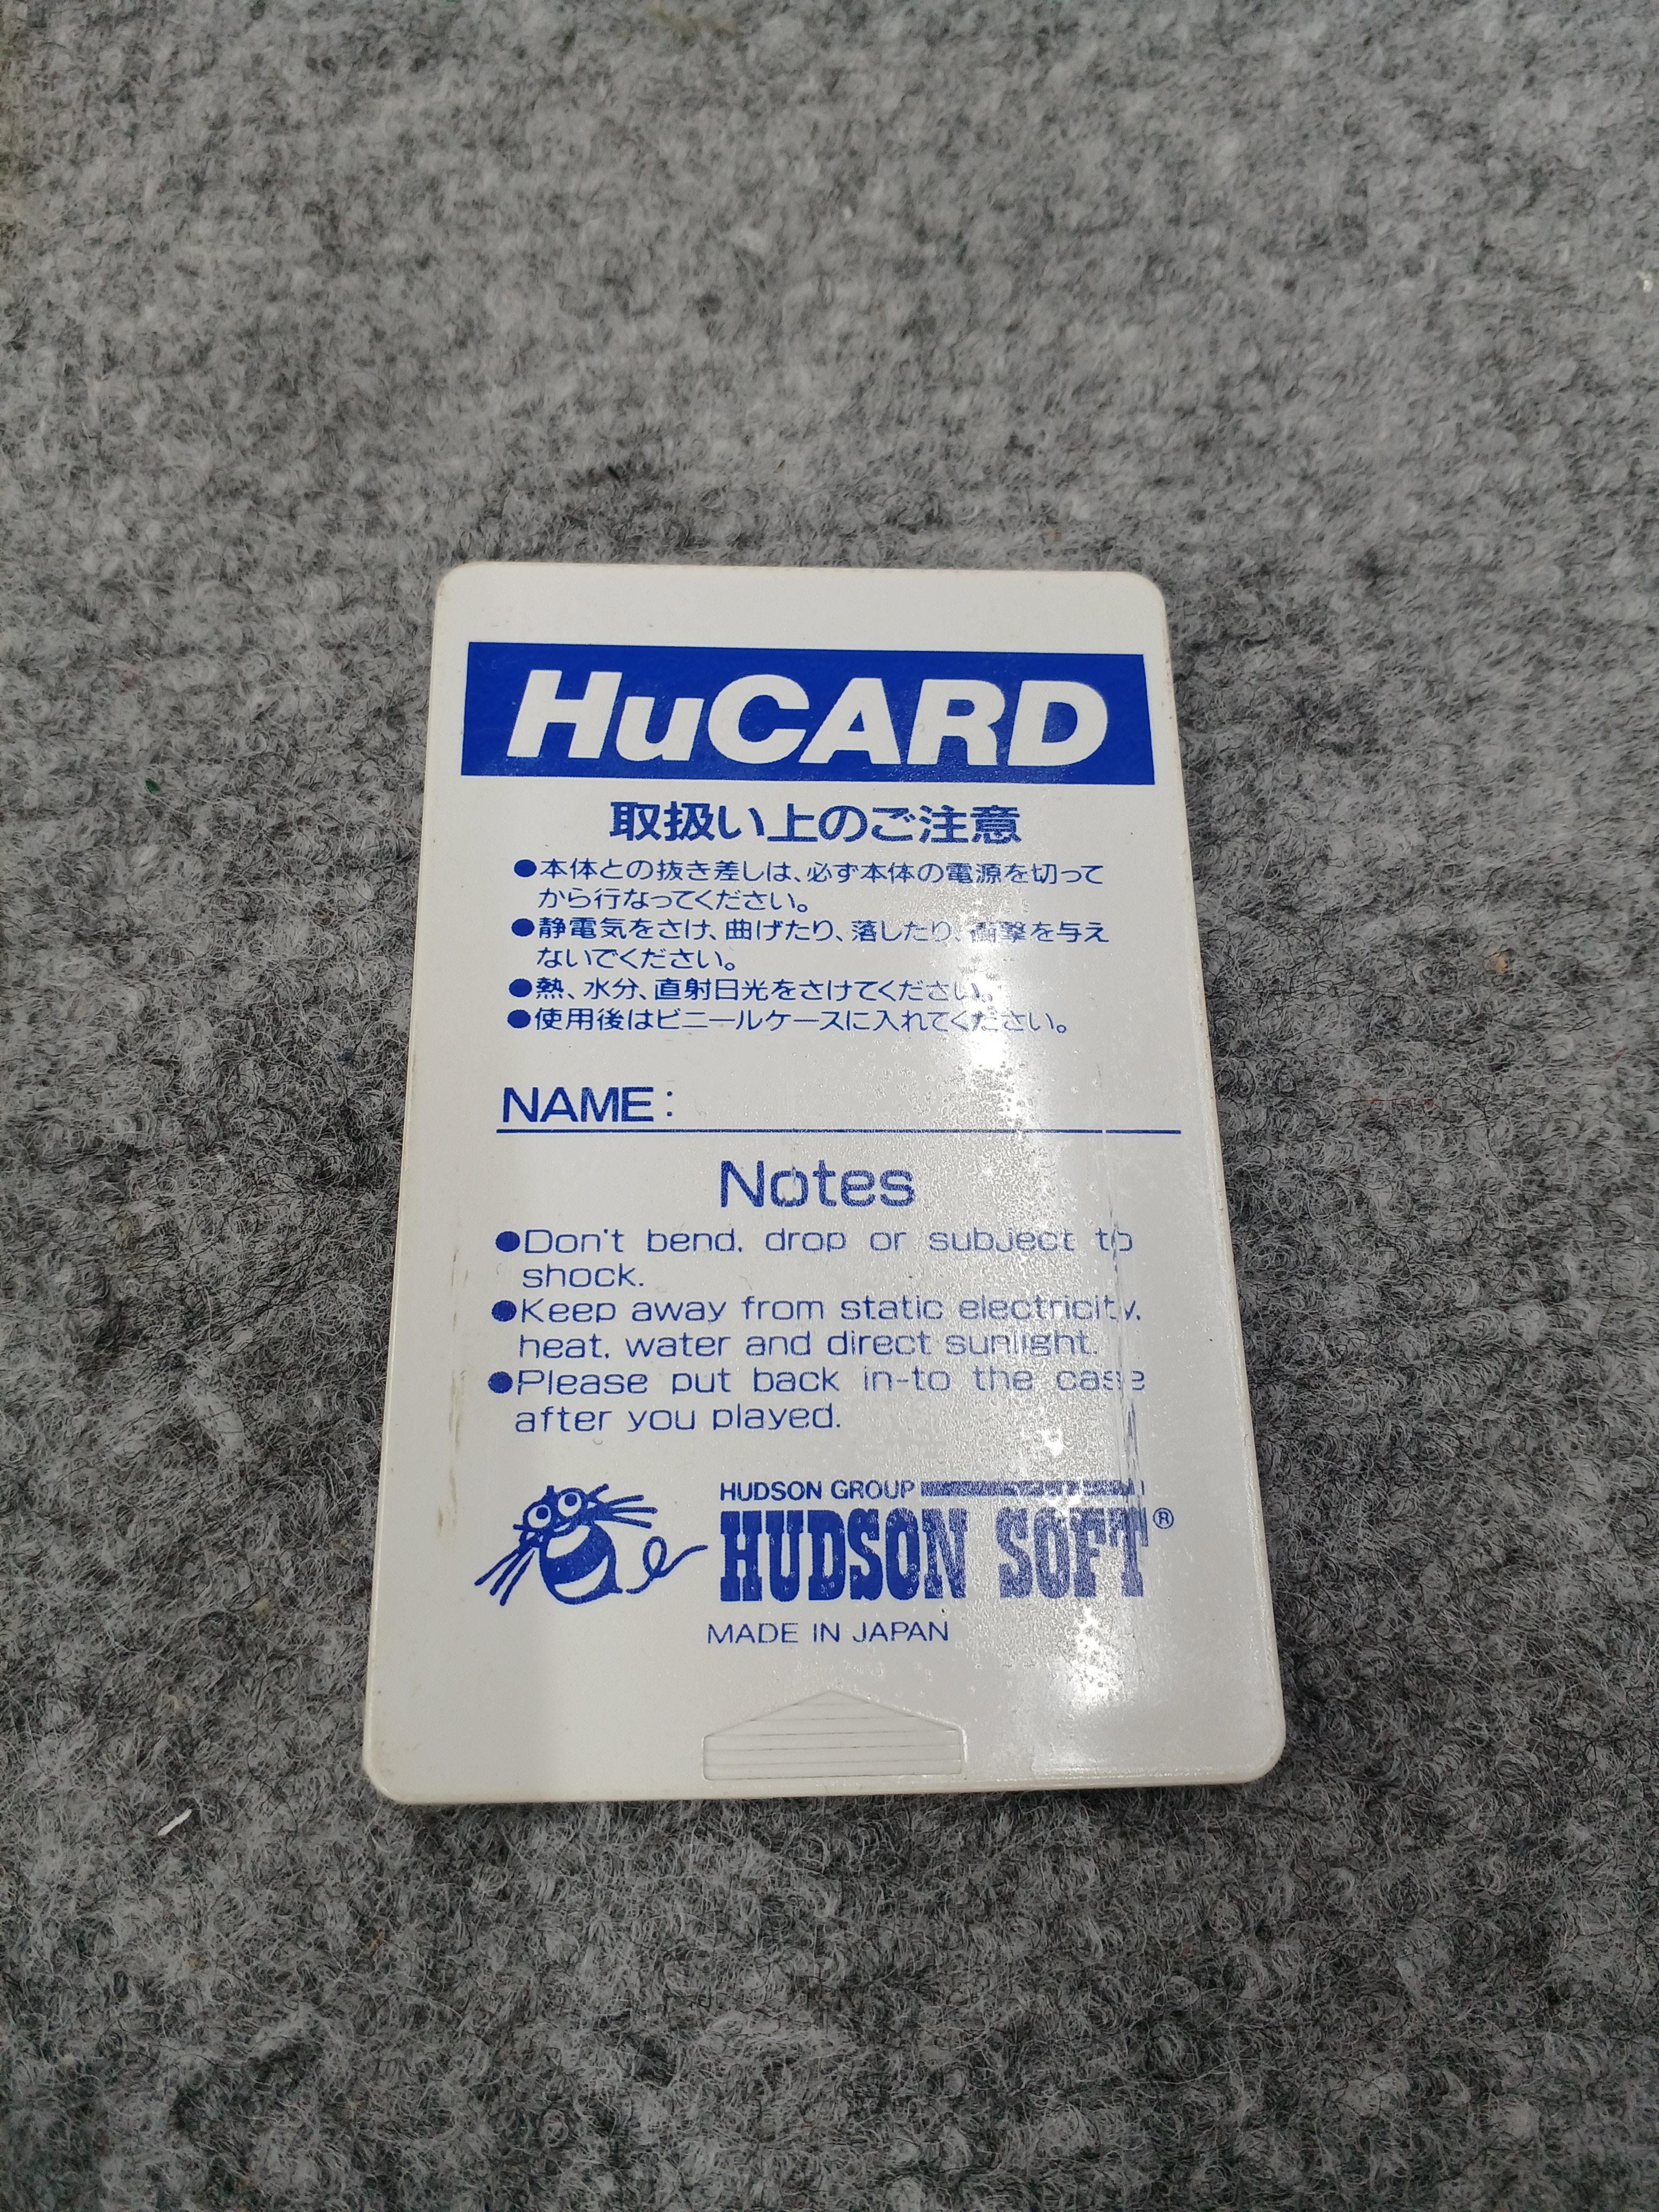 HuCARD
取扱い上のご注意
●本体との抜き差しは、必ず本体の電源を切って
から行なってください。
●静電気をさけ、曲げたり、落したり、衝撃を与え
ないでください。
●熱、水分、直射日光をさけてください。
●使用後はビニールケースに入れてください。
NAME:
Notes
●Don't bend, drop or subject to
shock.
●Keep away from static electricity,
heat, water and direct sunlight.
●Please put back in-to the case
after you played.
HUDSON GROUP
HUDSON SOFT®
MADE IN JAPAN